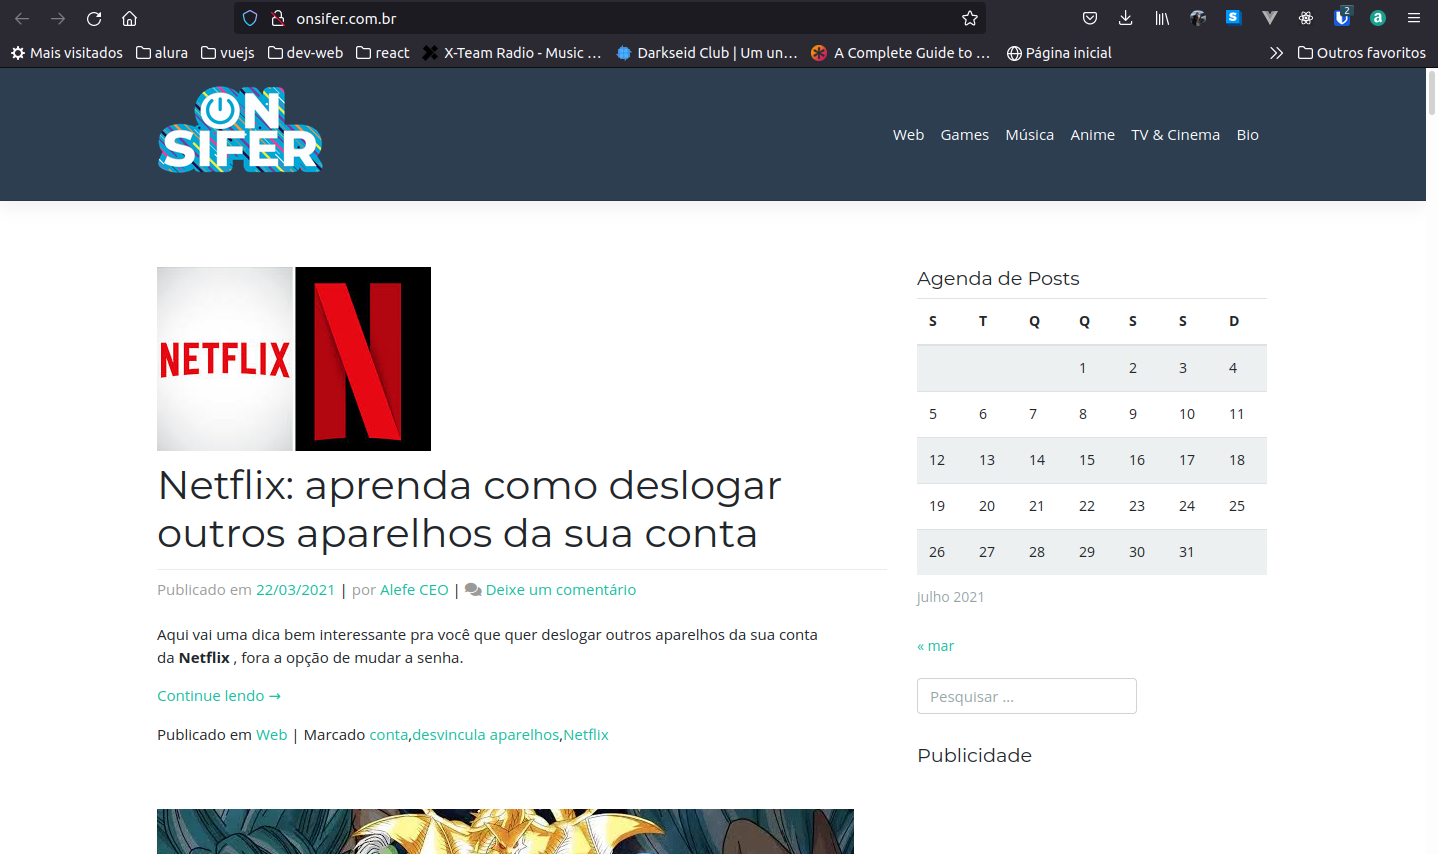 onsifer.com.br
2
Mais visitados alura vuejs dev-web react X-Team Radio - Music ... Darkseid Club | Um un... A Complete Guide to ... Página inicial Outros favoritos
ON
SIFER
Web Games Música Anime TV & Cinema Bio
NETFLIX
Netflix: aprenda como deslogar
outros aparelhos da sua conta
Publicado em 22/03/2021 | por Alefe CEO | Deixe um comentário
Aqui vai uma dica bem interessante pra você que quer deslogar outros aparelhos da sua conta
da Netflix , fora a opção de mudar a senha.
Continue lendo →
Publicado em Web | Marcado conta,desvincula aparelhos,Netflix
Agenda de Posts
S T Q Q S S D
1 2 3 4
5 6 7 8 9 10 11
12 13 14 15 16 17 18
19 20 21 22 23 24 25
26 27 28 29 30 31
julho 2021
« mar
Pesquisar ...
Publicidade